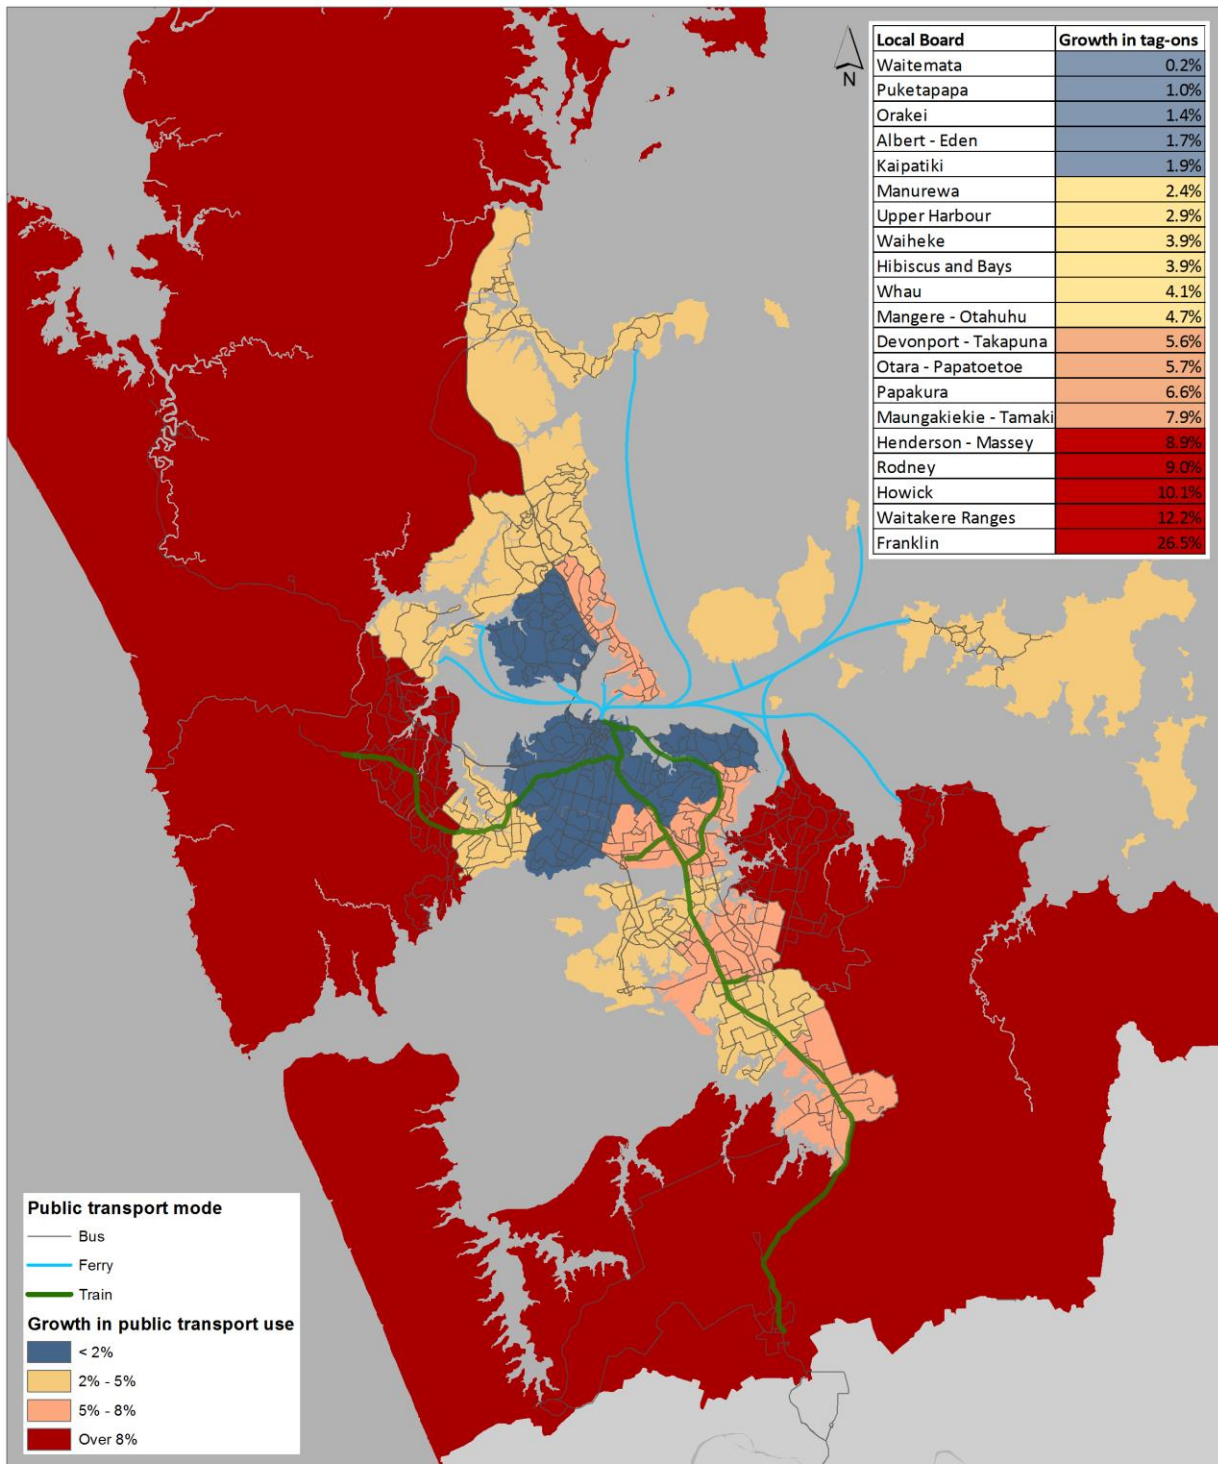 Local Board Growth in tag-ons
Waitemata 0.2%
Puketapapa 1.0%
Orakei 1.4%
Albert - Eden 1.7%
Kaipatiki 1.9%
Manurewa 2.4%
Upper Harbour 2.9%
Waiheke 3.9%
Hibiscus and Bays 3.9%
Whau 4.1%
Mangere - Otahuhu 4.7%
Devonport - Takapuna 5.6%
Otara - Papatoetoe 5.7%
Papakura 6.6%
Maungakiekie - Tamaki 7.9%
Henderson - Massey 8.9%
Rodney 9.0%
Howick 10.1%
Waitakere Ranges 12.2%
Franklin 26.5%
N
Public transport mode
Bus
Ferry
Train
Growth in public transport use
< 2%
2% - 5%
5% - 8%
Over 8%